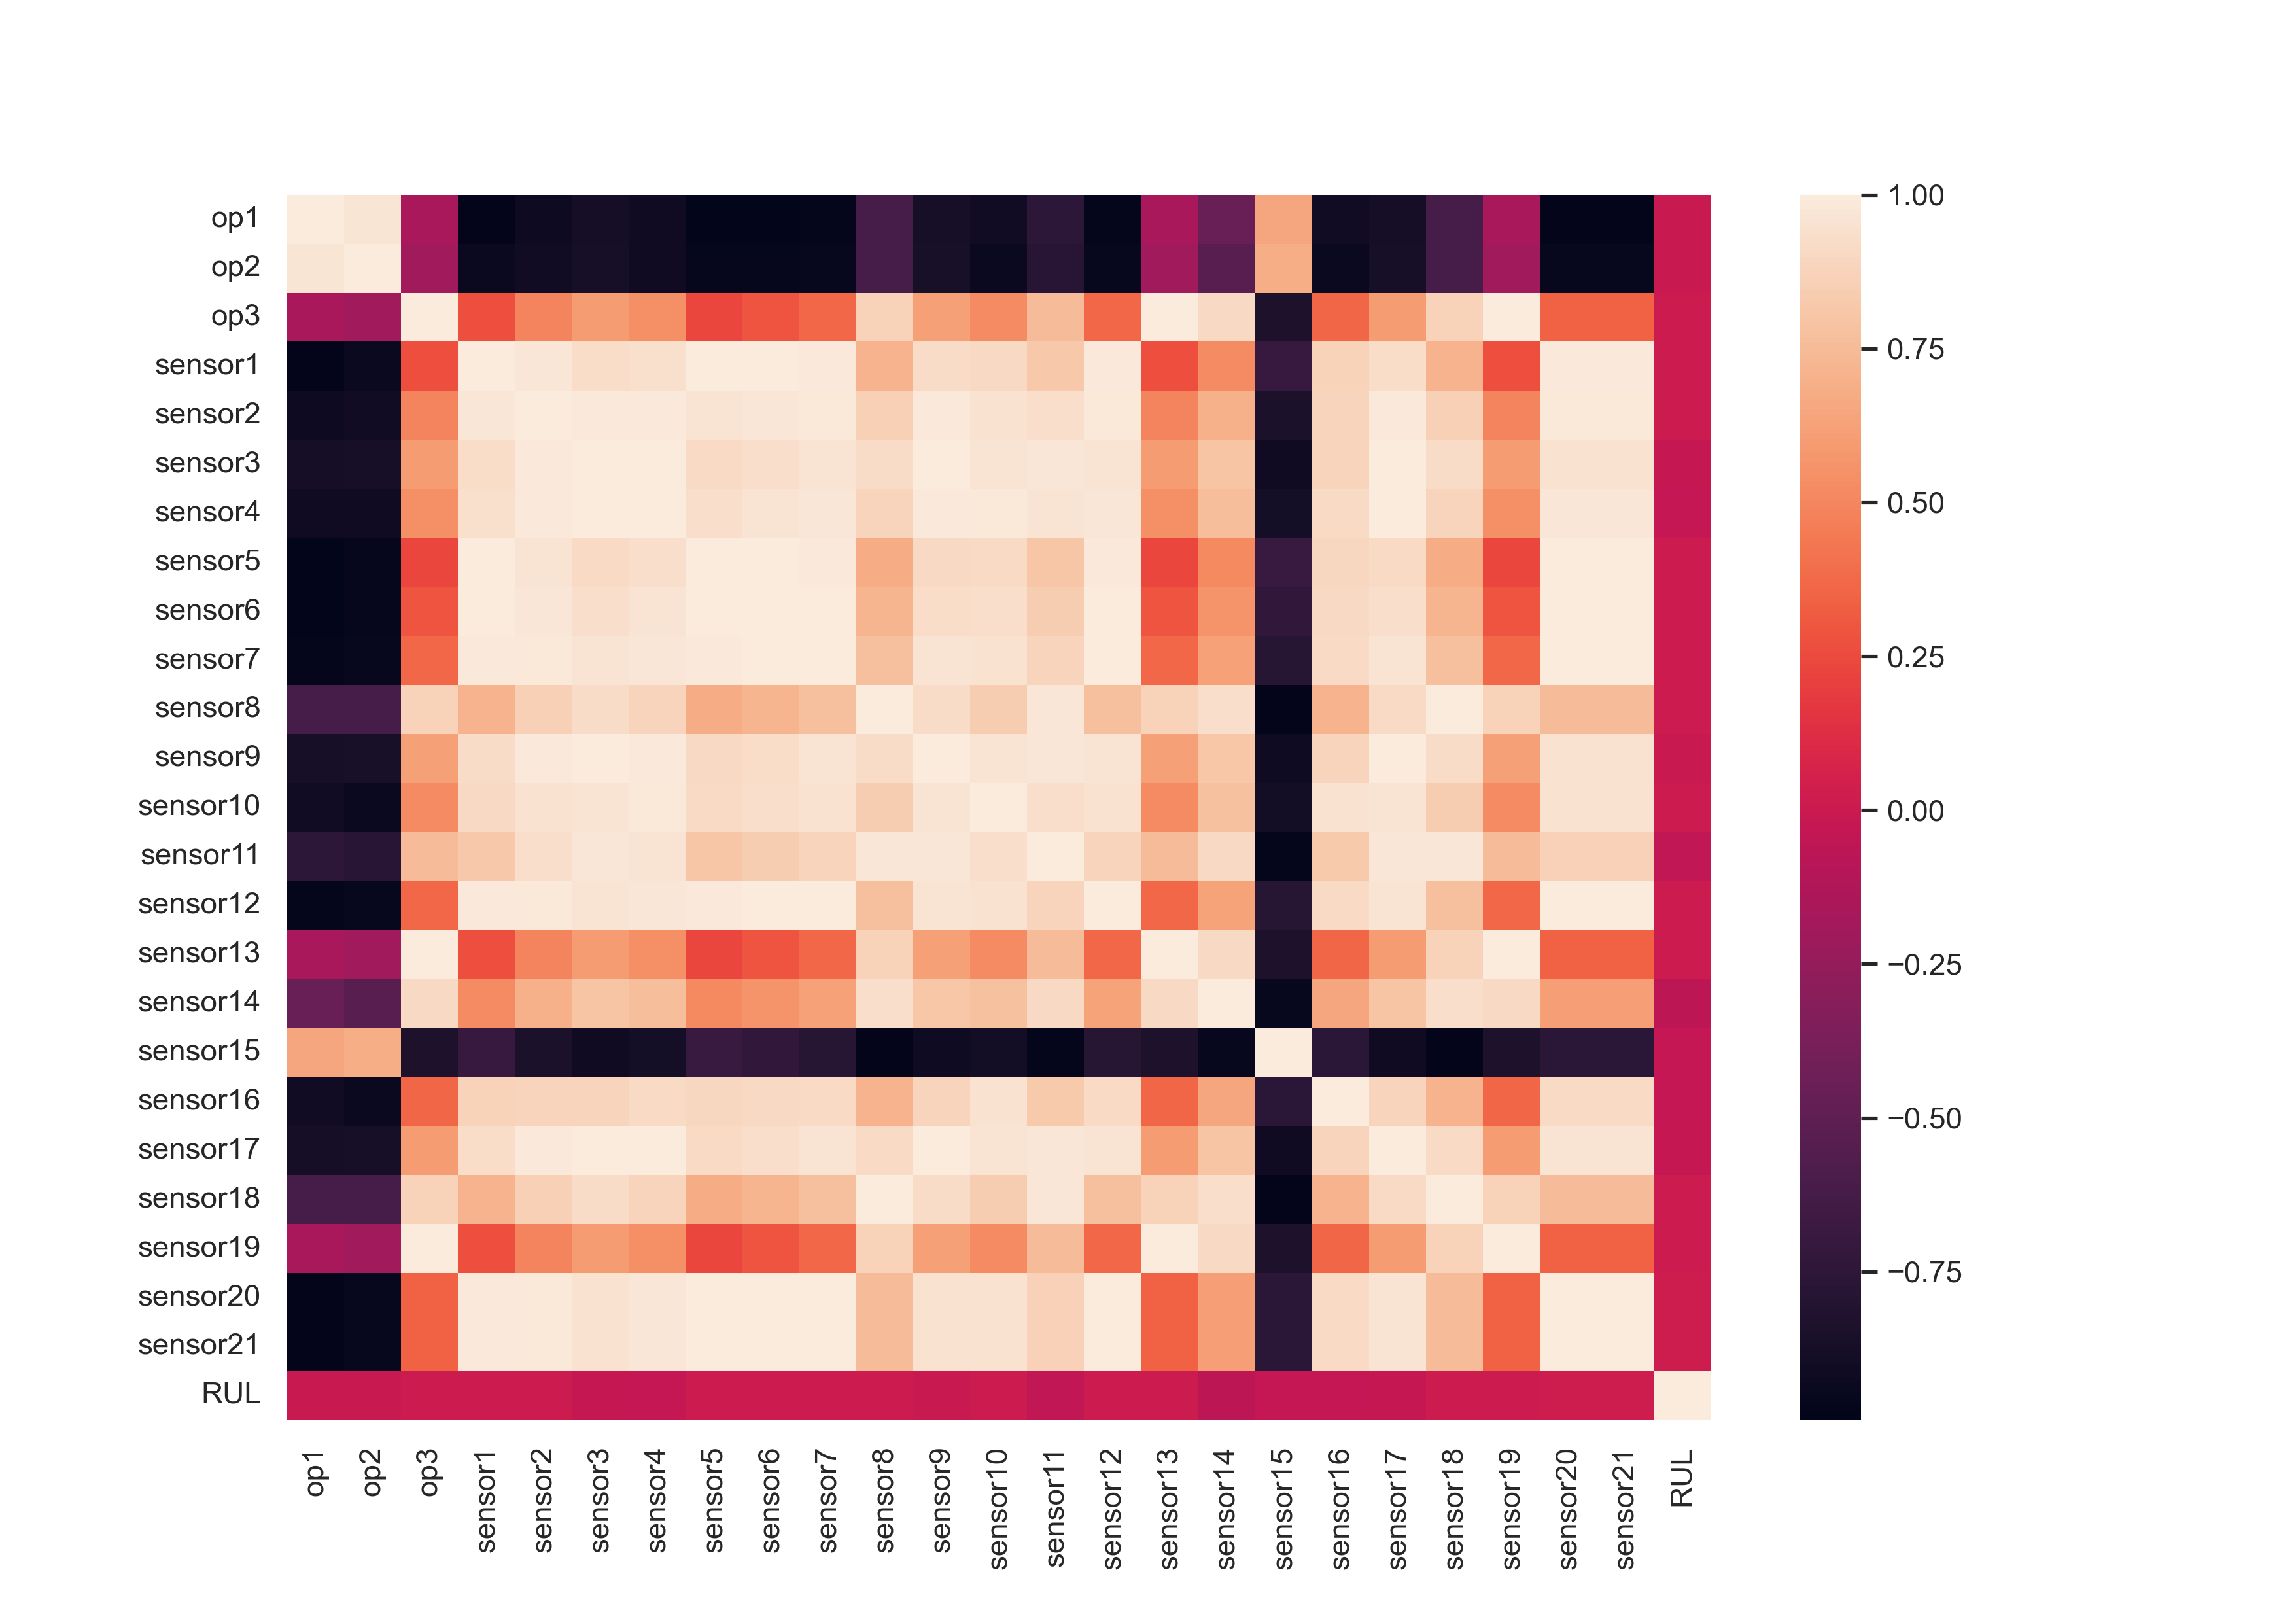 op1
op2
op3
sensor1
sensor2
sensor3
sensor4
sensor5
sensor6
sensor7
sensor8
sensor9
sensor10
sensor11
sensor12
sensor13
sensor14
sensor15
sensor16
sensor17
sensor18
sensor19
sensor20
sensor21
RUL
op1
op2
op3
sensor1
sensor2
sensor3
sensor4
sensor5
sensor6
sensor7
sensor8
sensor9
sensor10
sensor11
sensor12
sensor13
sensor14
sensor15
sensor16
sensor17
sensor18
sensor19
sensor20
sensor21
RUL
1.00
0.75
0.50
0.25
0.00
−0.25
−0.50
−0.75